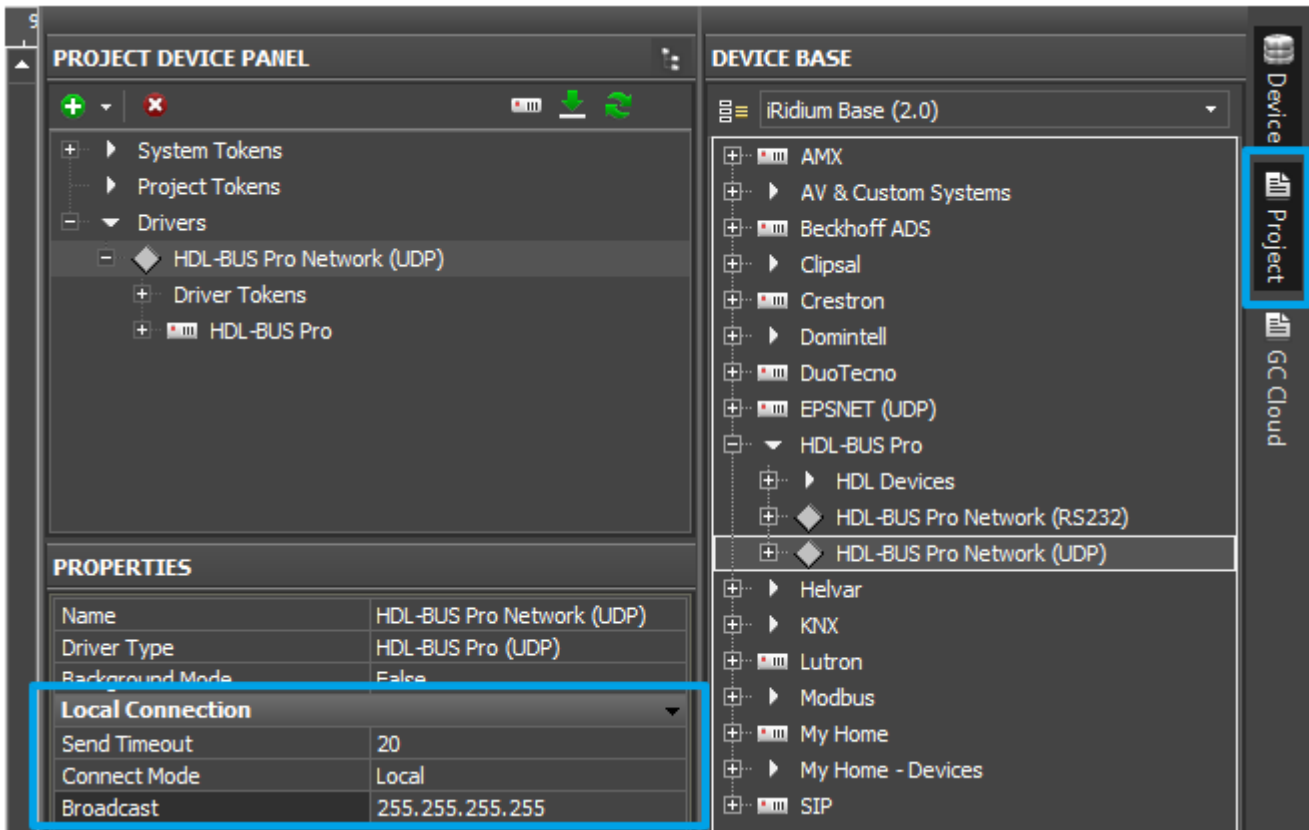 9
PROJECT DEVICE PANEL
System Tokens
Project Tokens
Drivers
HDL-BUS Pro Network (UDP)
Driver Tokens
HDL-BUS Pro
PROPERTIES
Name HDL-BUS Pro Network (UDP)
Driver Type HDL-BUS Pro (UDP)
Background Mode False
Local Connection
Send Timeout 20
Connect Mode Local
Broadcast 255.255.255.255
DEVICE BASE
iRidium Base (2.0)
AMX
AV & Custom Systems
Beckhoff ADS
Clipsal
Crestron
Domintell
DuoTecno
EPSNET (UDP)
HDL-BUS Pro
HDL Devices
HDL-BUS Pro Network (RS232)
HDL-BUS Pro Network (UDP)
Helvar
KNX
Lutron
Modbus
My Home
My Home - Devices
SIP
Device
Project
GC Cloud